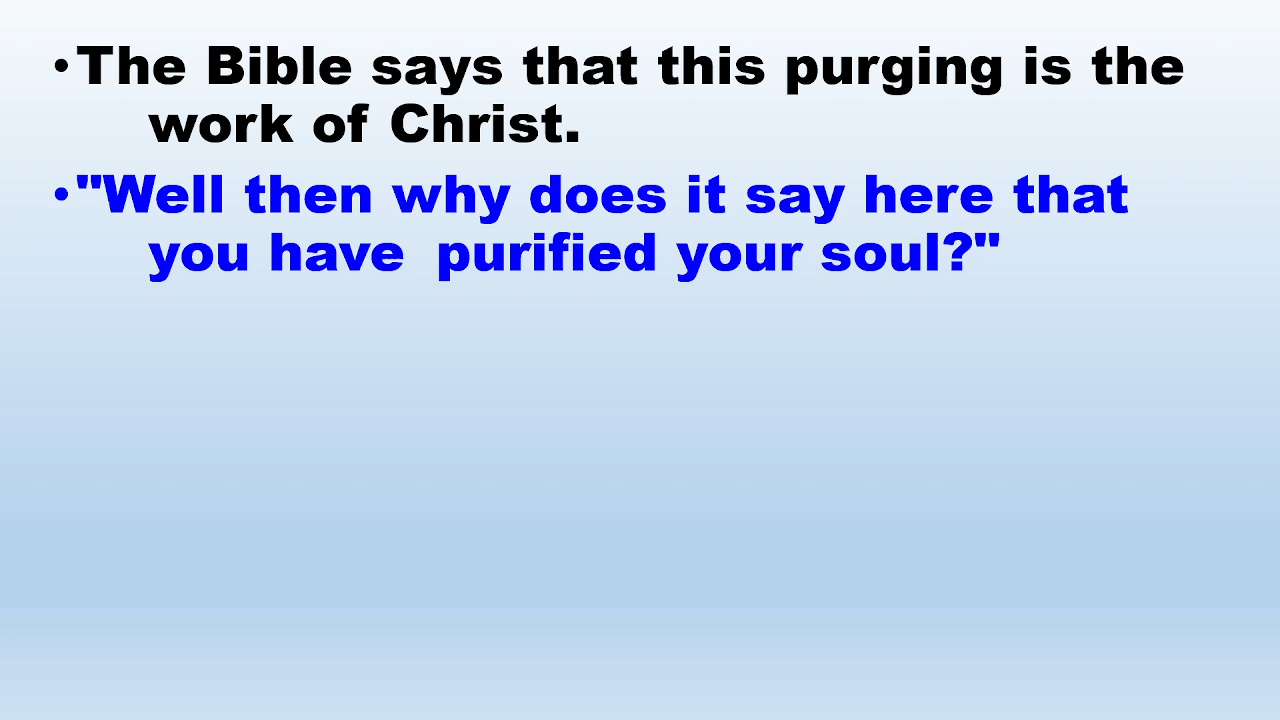 •The Bible says that this purging is the
work of Christ.
•"Well then why does it say here that
you have  purified your soul?"